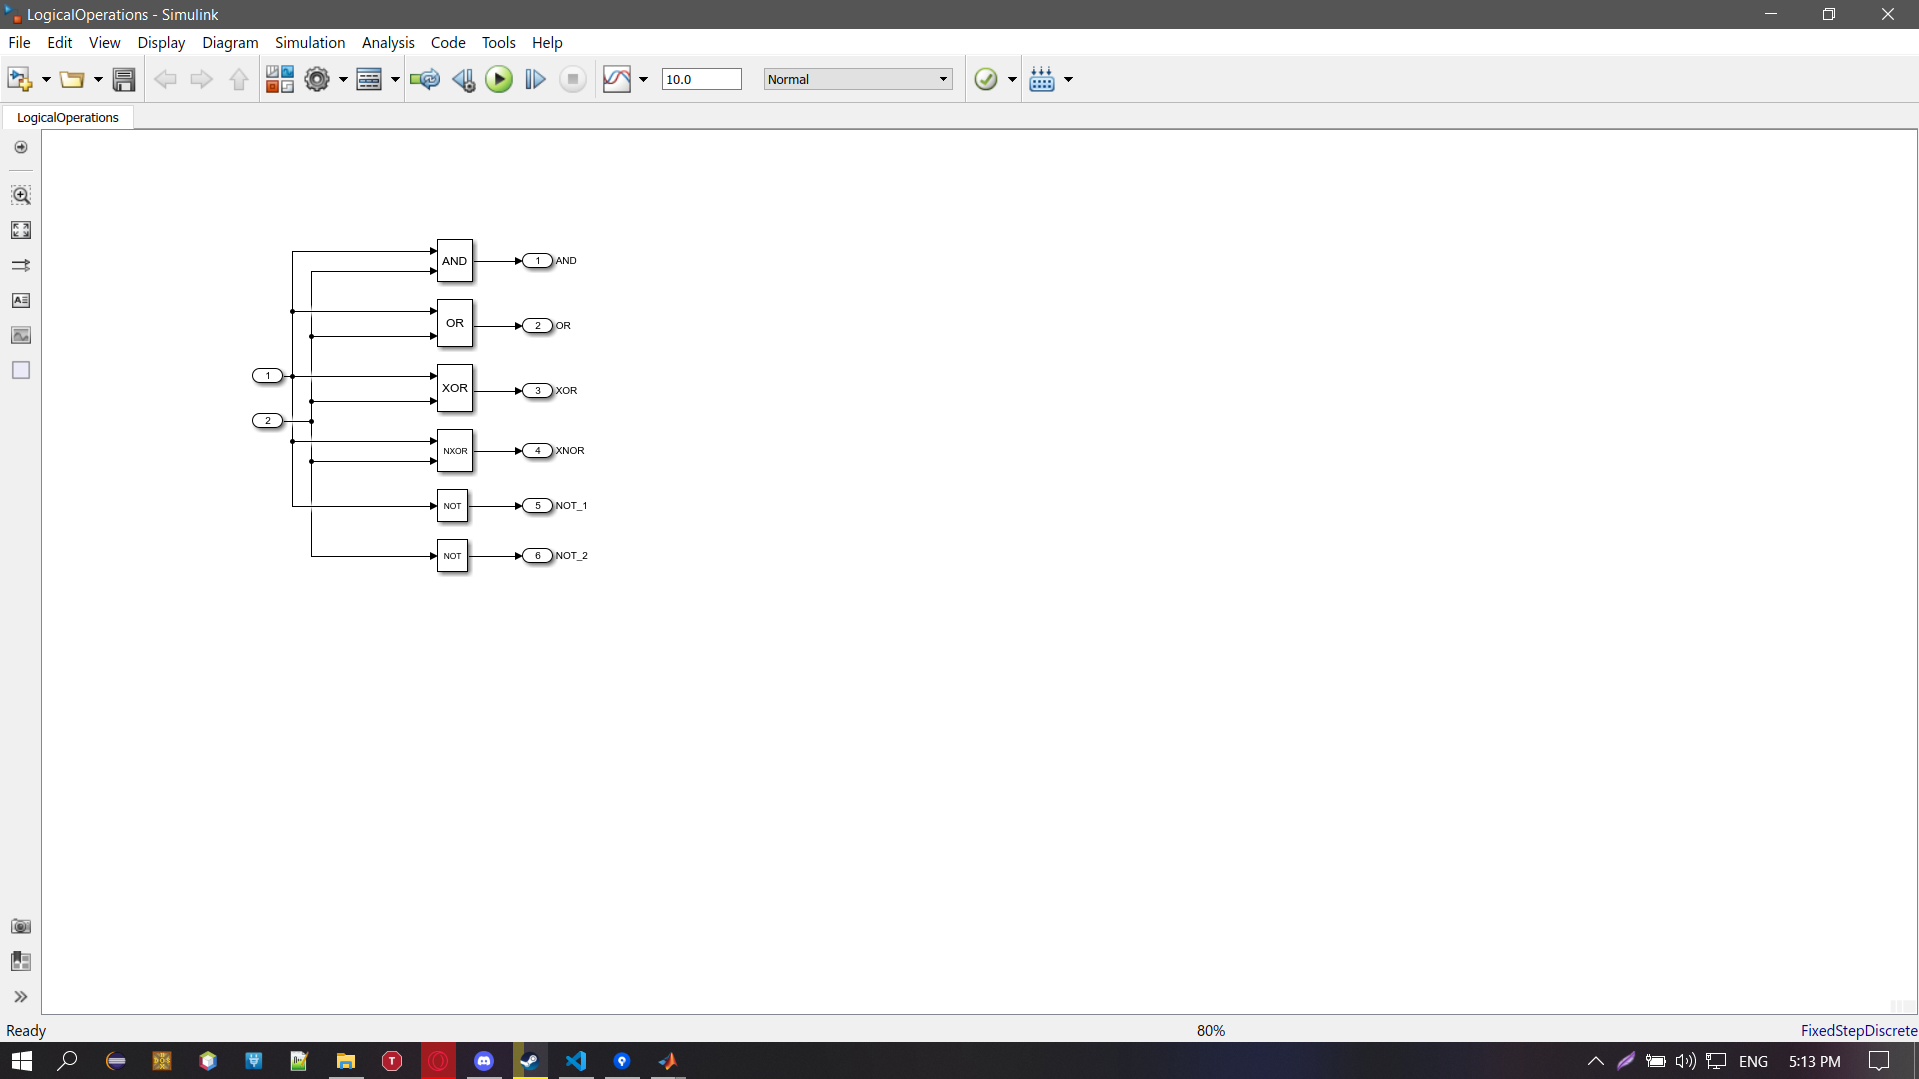 LogicalOperations - Simulink
File Edit View Display Diagram Simulation Analysis Code Tools Help
10.0 Normal
LogicalOperations
AND 1 AND
OR 2 OR
1 XOR 3 XOR
2
NXOR 4 XNOR
NOT 5 NOT_1
NOT 6 NOT_2
Ready 80% FixedStepDiscrete
ENG 5:13 PM